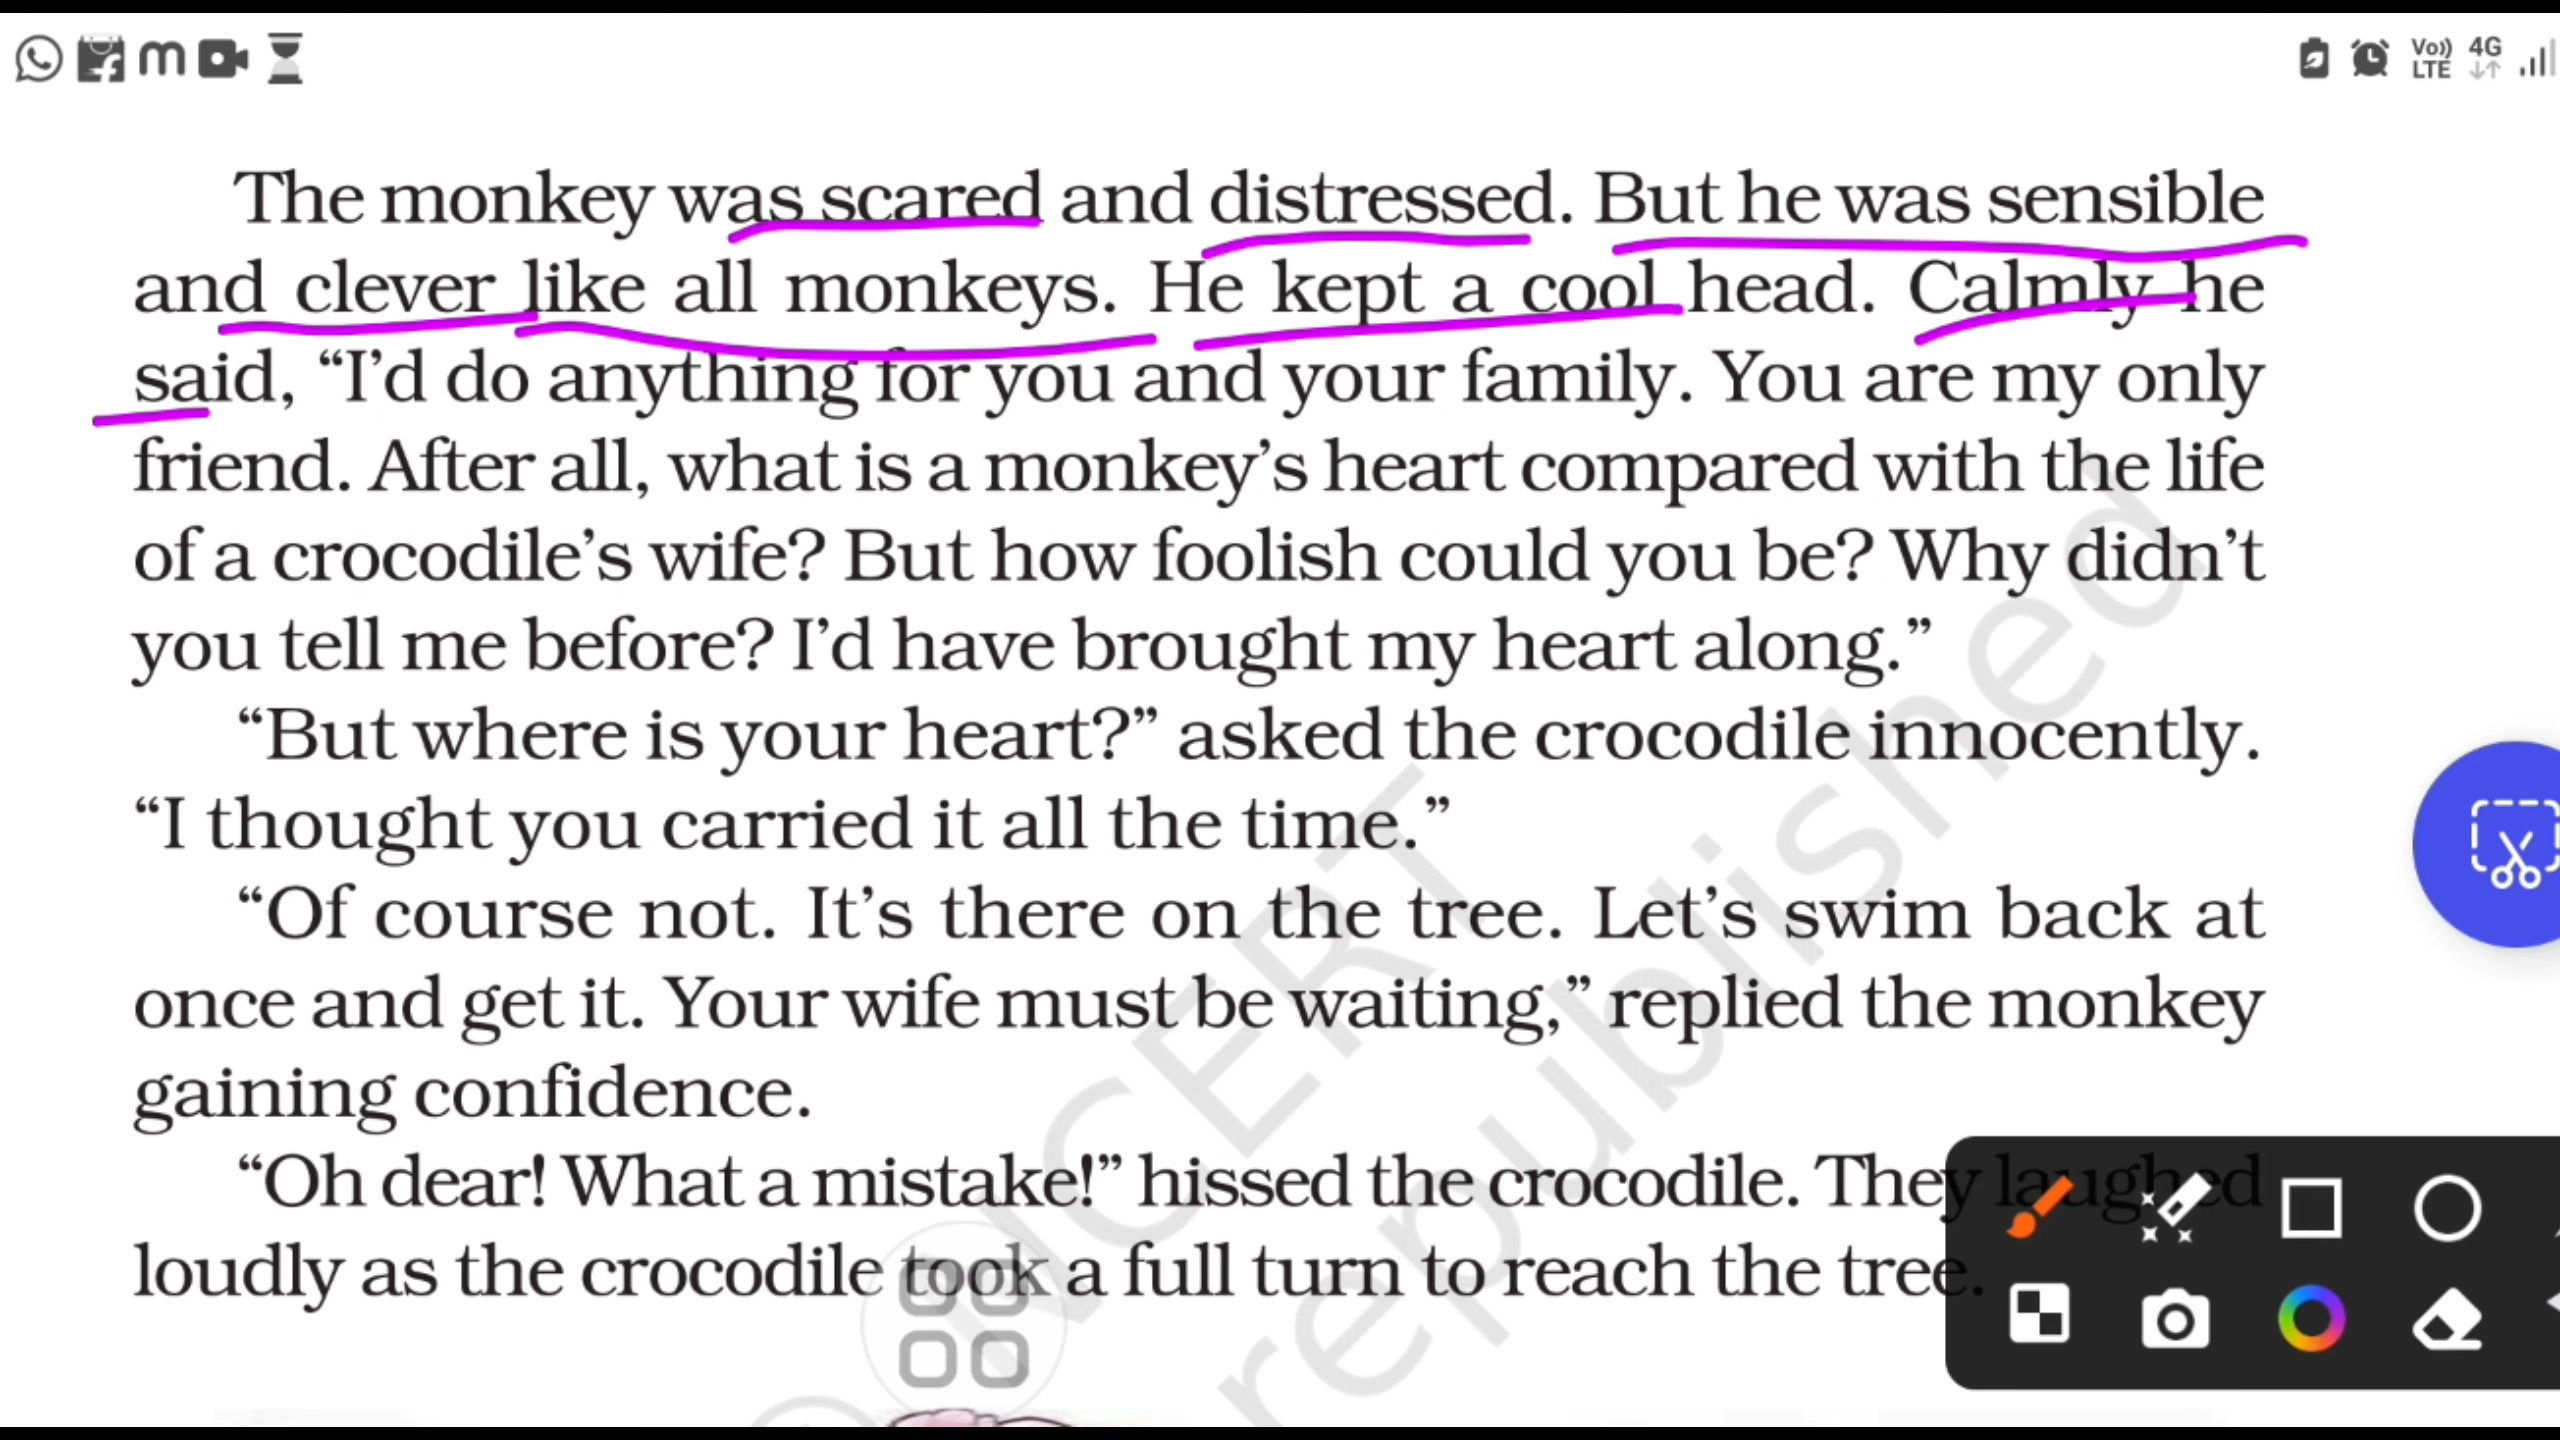 Vo)) 4G
LTE
The monkey was scared and distressed. But he was sensible
and clever like all monkeys. He kept a cool head. Calmly he
said, “I’d do anything for you and your family. You are my only
friend. After all, what is a monkey’s heart compared with the life
of a crocodile’s wife? But how foolish could you be? Why didn’t
you tell me before? I’d have brought my heart along.”
“But where is your heart?” asked the crocodile innocently.
“I thought you carried it all the time.”
“Of course not. It’s there on the tree. Let’s swim back at
once and get it. Your wife must be waiting,” replied the monkey
gaining confidence.
“Oh dear! What a mistake!” hissed the crocodile. They laughed
loudly as the crocodile took a full turn to reach the tree.
© NCERT
republished